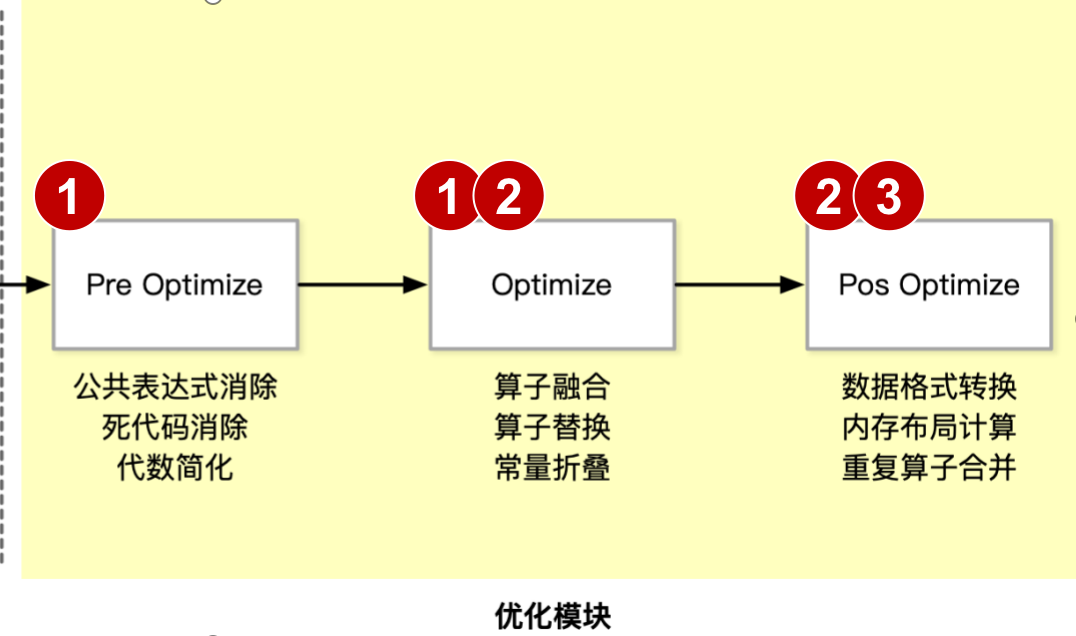 1
1 2
2 3
Pre Optimize
Optimize
Pos Optimize
公共表达式消除
死代码消除
代数简化
算子融合
算子替换
常量折叠
数据格式转换
内存布局计算
重复算子合并
优化模块